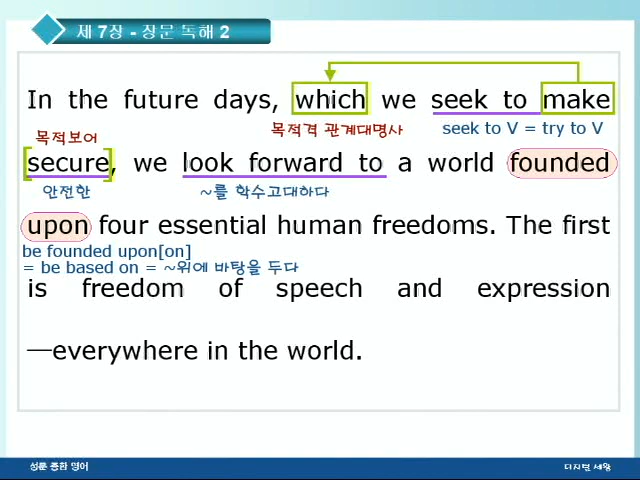 제 7장 - 장문 독해 2
In the future days, which we seek to make
목적보어 목적격 관계대명사 seek to V = try to V
[secure], we look forward to a world founded
안전한 ~를 학수고대하다
upon four essential human freedoms. The first
be founded upon[on]
= be based on = ~위에 바탕을 두다
is freedom of speech and expression
—everywhere in the world.
성문 종합 영어 디지털 세움